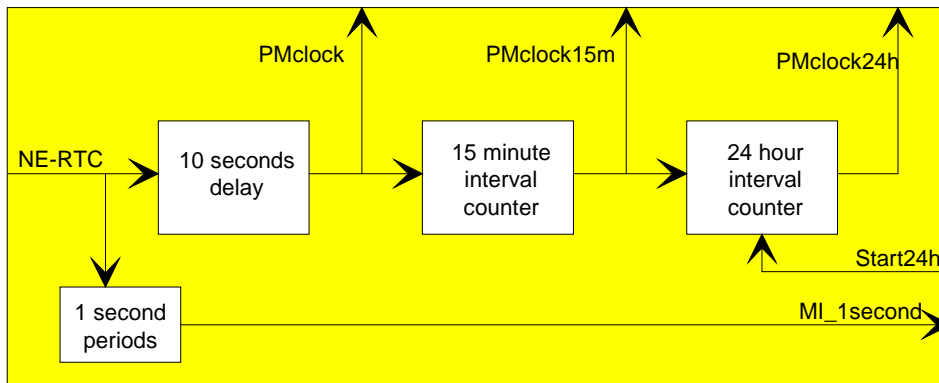 PMclock
PMclock15m
PMclock24h
NE-RTC
10 seconds
delay
15 minute
interval
counter
24 hour
interval
counter
Start24h
1 second
periods
MI_1second